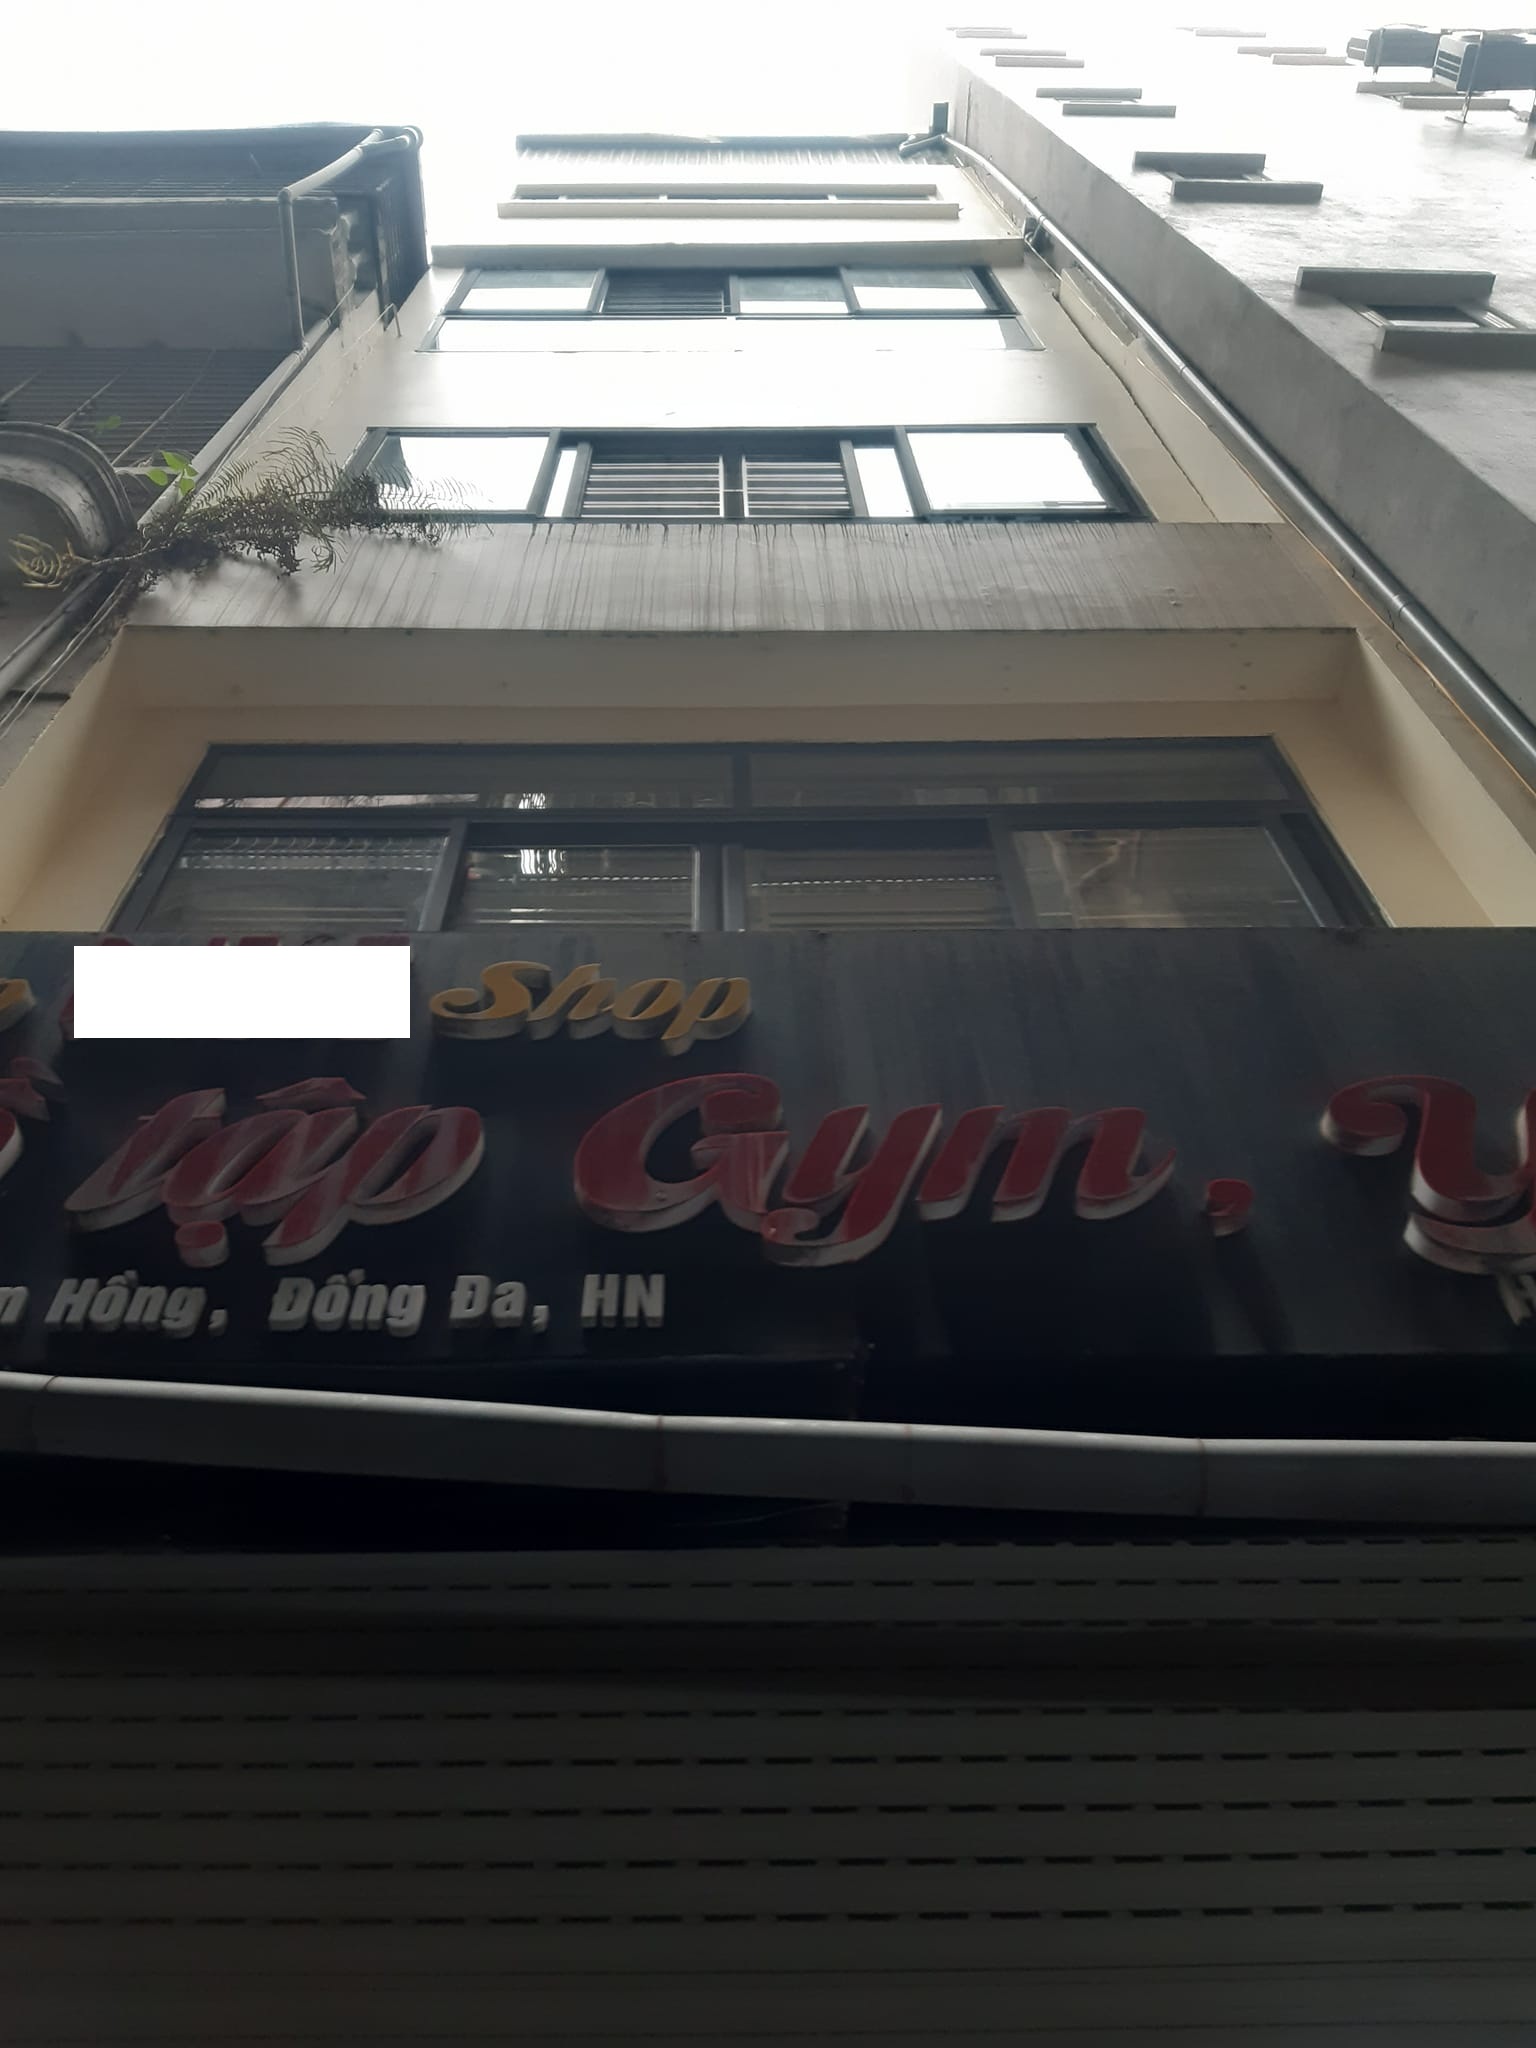 Shop
tập Gym, Y
Hồng, Đống Đa, HN